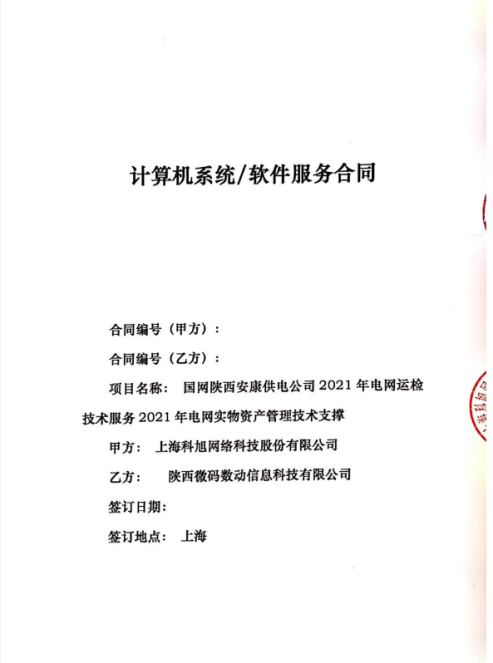 计算机系统/软件服务合同
合同编号（甲方）:
合同编号（乙方）:
项目名称: 国网陕西安康供电公司2021年电网运检
技术服务2021年电网实物资产管理技术支撑
甲方: 上海科旭网络科技股份有限公司
乙方: 陕西微码数动信息科技有限公司
签订日期:
签订地点: 上海